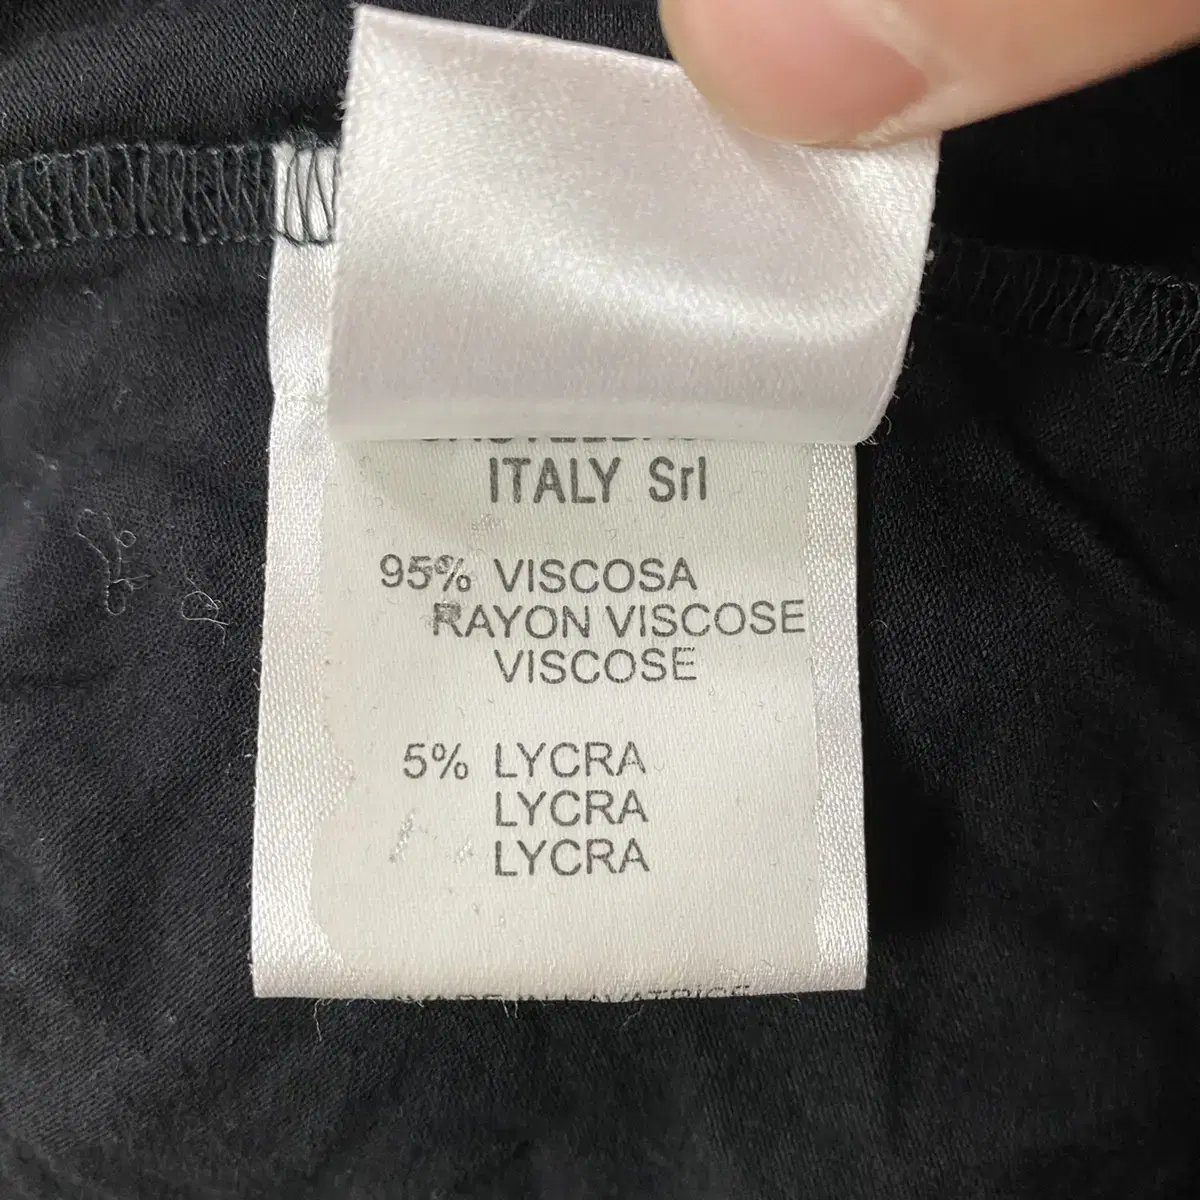 ITALY Srl
95% VISCOSA
RAYON VISCOSE
VISCOSE
5% LYCRA
LYCRA
LYCRA